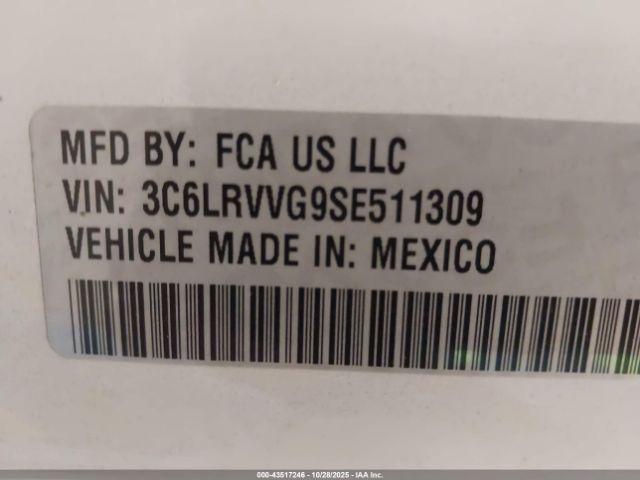 MFD BY: FCA US LLC
VIN: 3C6LRVVG9SE511309
VEHICLE MADE IN: MEXICO
000-43517246 - 10/28/2025 - IAA Inc.